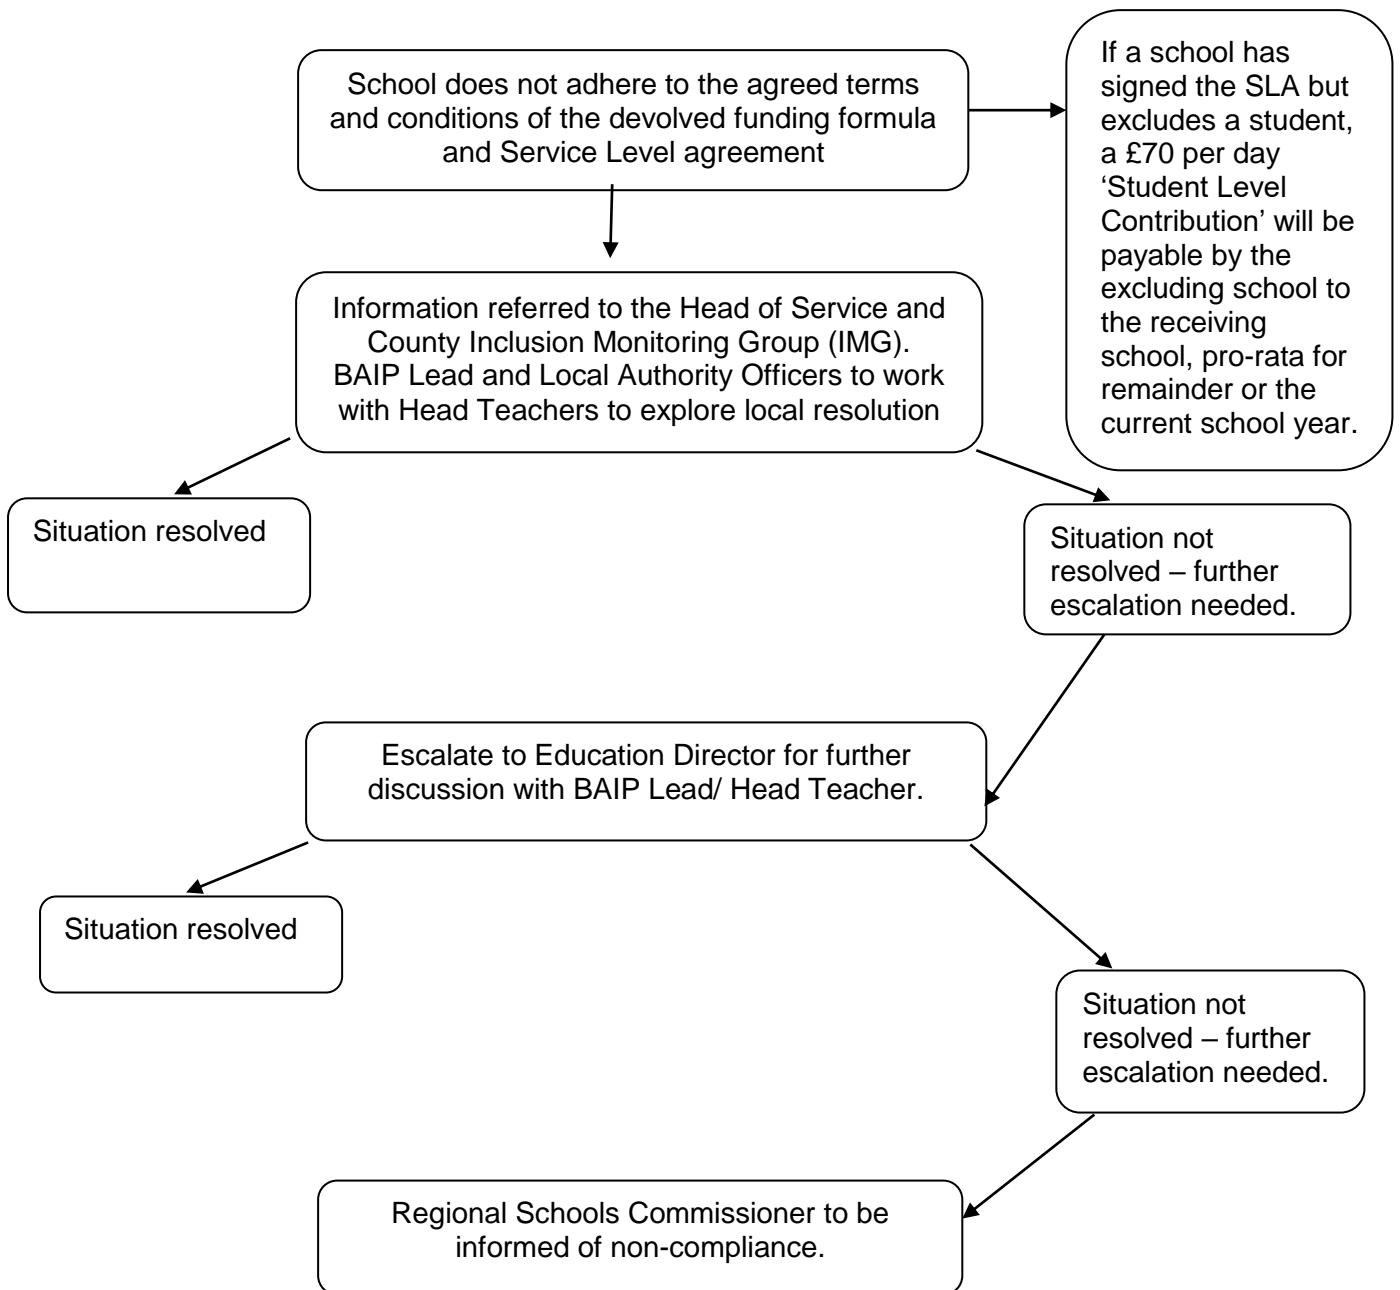 School does not adhere to the agreed terms
and conditions of the devolved funding formula
and Service Level agreement
If a school has
signed the SLA but
excludes a student,
a £70 per day
‘Student Level
Contribution’ will be
payable by the
excluding school to
the receiving
school, pro-rata for
remainder or the
current school year.
Information referred to the Head of Service and
County Inclusion Monitoring Group (IMG).
BAIP Lead and Local Authority Officers to work
with Head Teachers to explore local resolution
Situation resolved
Situation not
resolved – further
escalation needed.
Escalate to Education Director for further
discussion with BAIP Lead/ Head Teacher.
Situation resolved
Situation not
resolved – further
escalation needed.
Regional Schools Commissioner to be
informed of non-compliance.